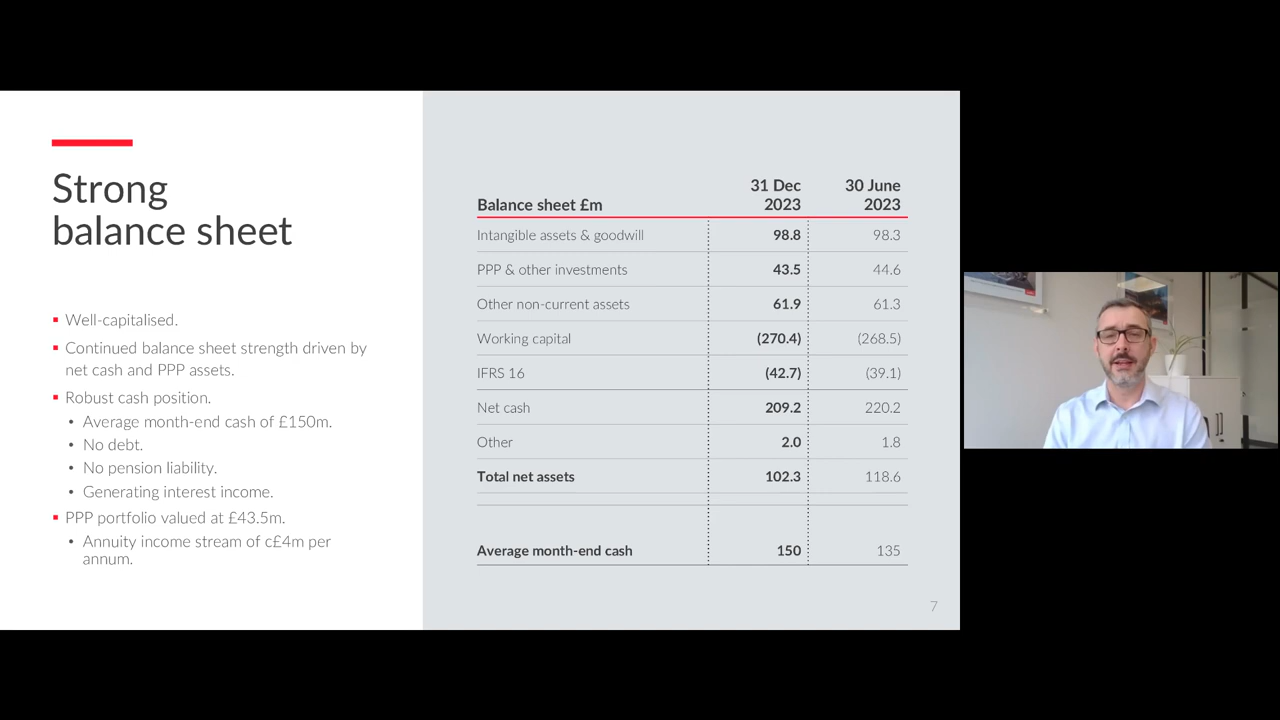 Strong
balance sheet
Well-capitalised.
Continued balance sheet strength driven by
net cash and PPP assets.
Robust cash position.
Average month-end cash of £150m.
No debt.
No pension liability.
Generating interest income.
PPP portfolio valued at £43.5m.
Annuity income stream of c£4m per
annum.
31 Dec 30 June
Balance sheet £m 2023 2023
Intangible assets & goodwill 98.8 98.3
PPP & other investments 43.5 44.6
Other non-current assets 61.9 61.3
Working capital (270.4) (268.5)
IFRS 16 (42.7) (39.1)
Net cash 209.2 220.2
Other 2.0 1.8
Total net assets 102.3 118.6
Average month-end cash 150 135
7